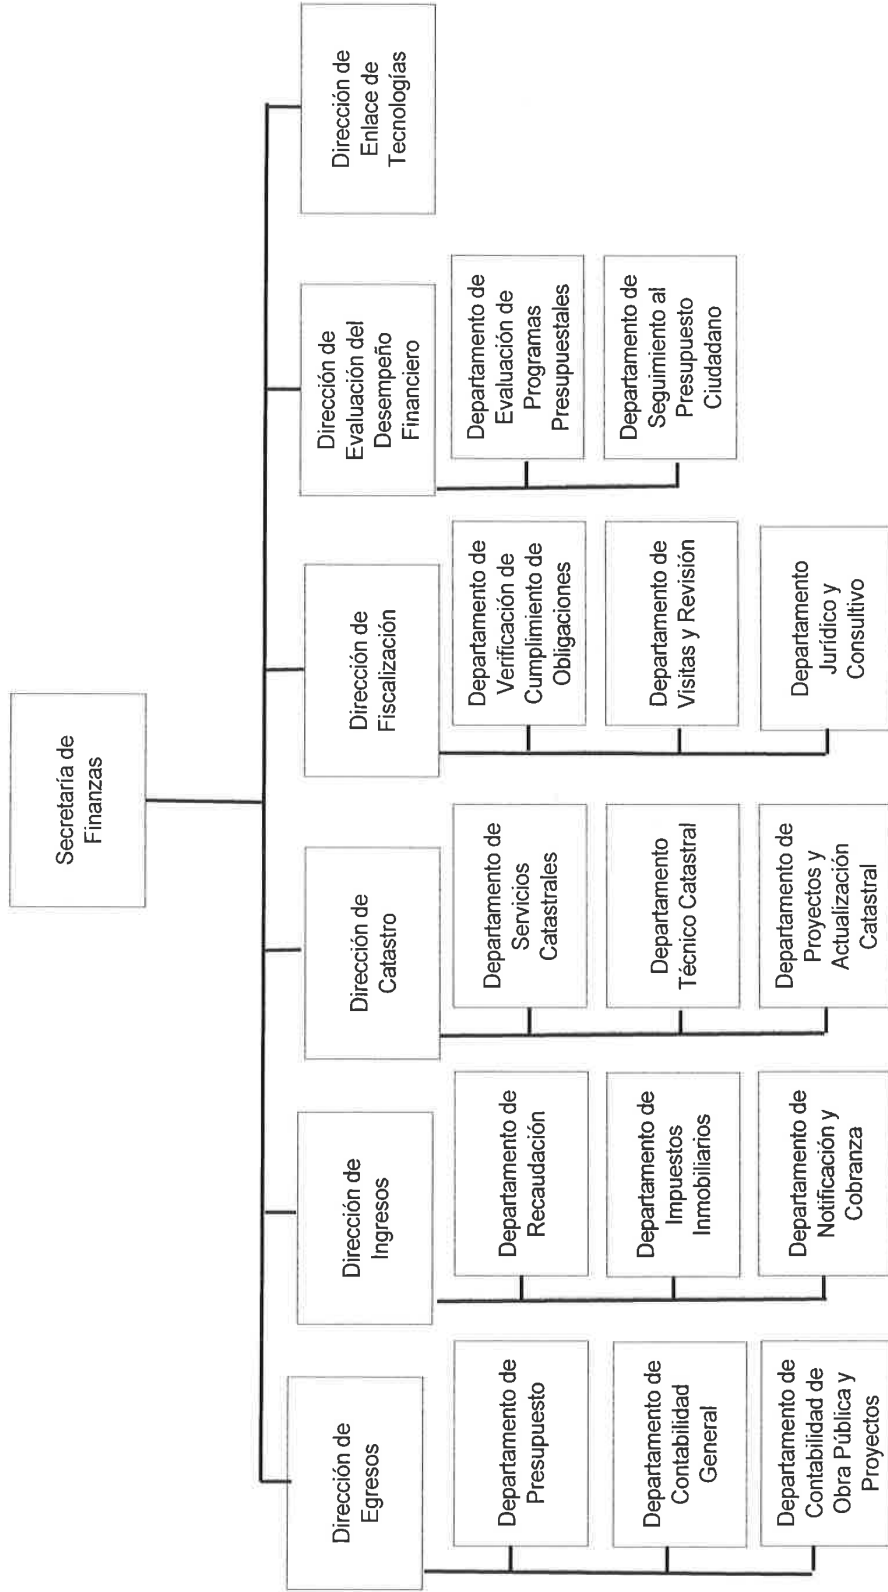 Secretaría de
Finanzas
Dirección de
Egresos
Dirección de
Ingresos
Dirección de
Catastro
Dirección de
Fiscalización
Dirección de
Evaluación del
Desempeño
Financiero
Dirección de
Enlace de
Tecnologías
Departamento de
Presupuesto
Departamento de
Contabilidad
General
Departamento de
Contabilidad de
Obra Pública y
Proyectos
Departamento de
Recaudación
Departamento de
Impuestos
Inmobiliarios
Departamento de
Notificación y
Cobranza
Departamento de
Servicios
Catastrales
Departamento
Técnico Catastral
Departamento de
Proyectos y
Actualización
Catastral
Departamento de
Verificación de
Cumplimiento de
Obligaciones
Departamento de
Visitas y Revisión
Departamento
Jurídico y
Consultivo
Departamento de
Evaluación de
Programas
Presupuestales
Departamento de
Seguimiento al
Presupuesto
Ciudadano